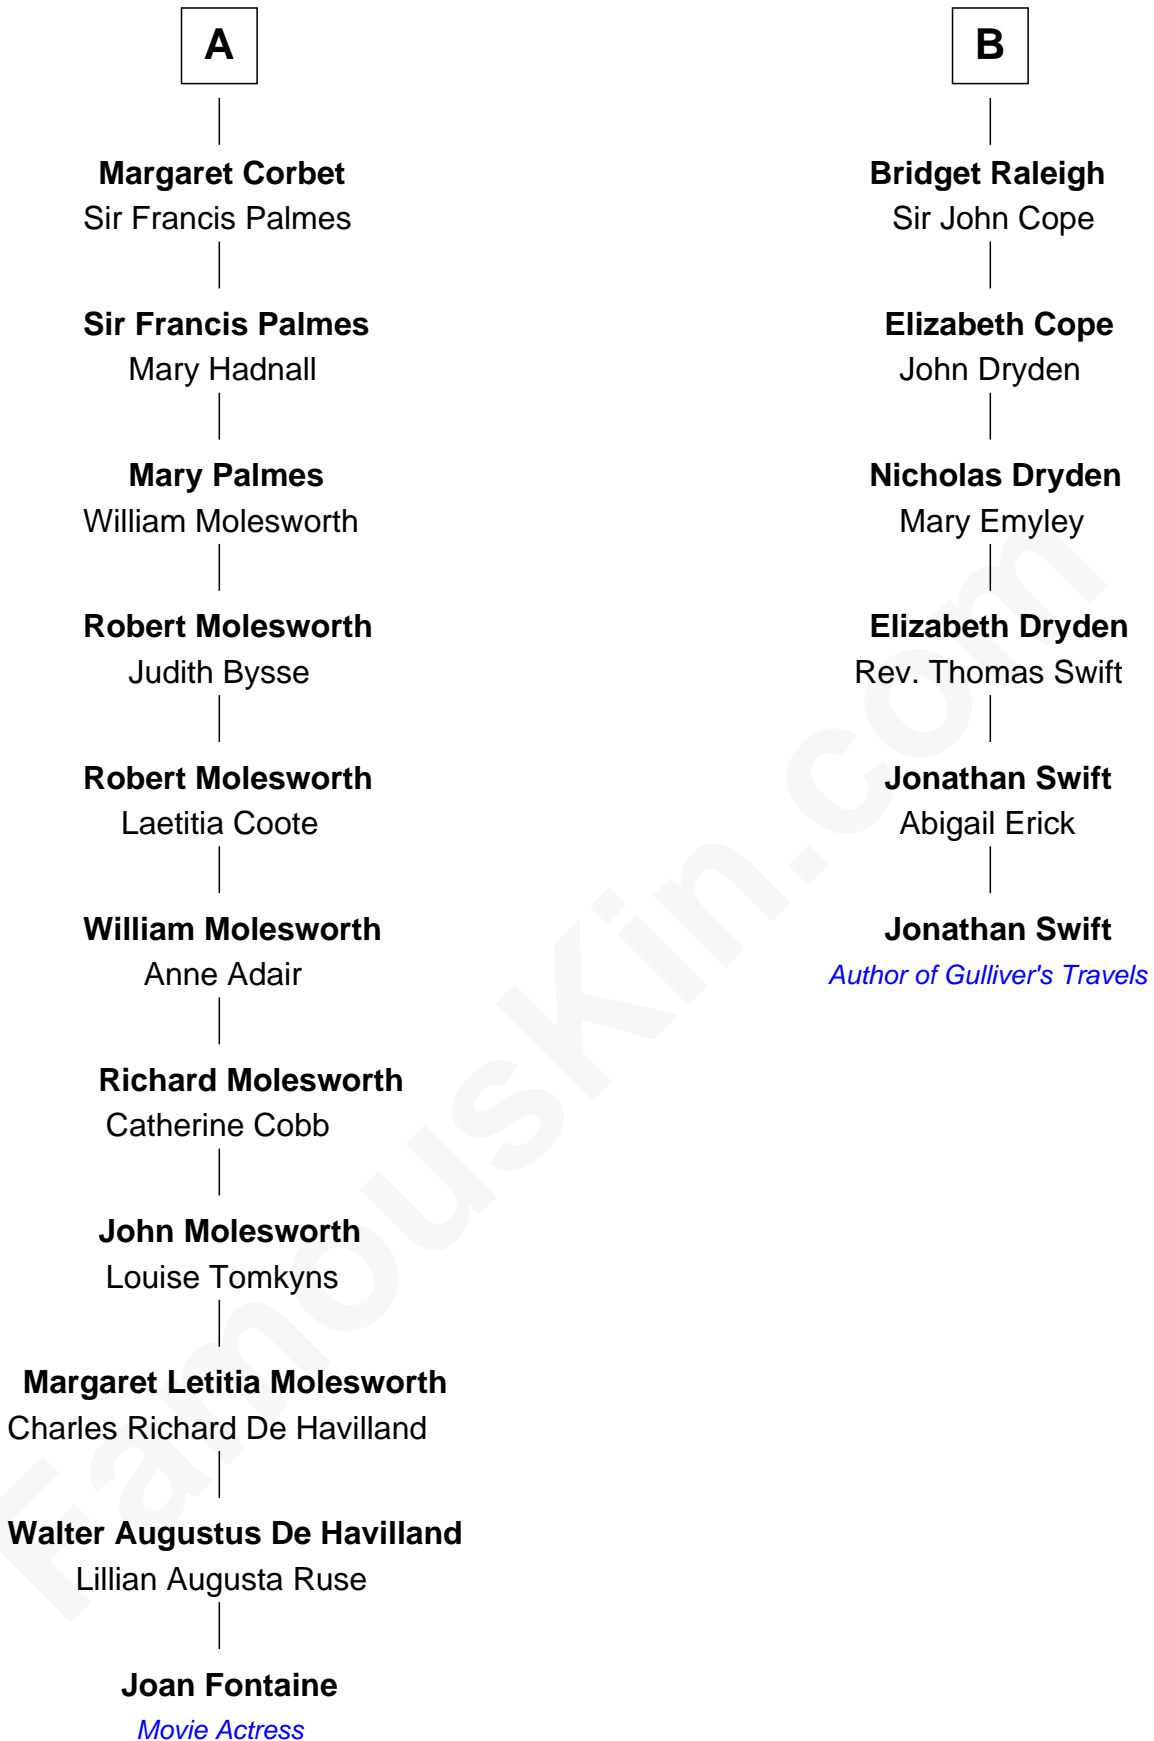 A
Margaret Corbet
Sir Francis Palmes
Sir Francis Palmes
Mary Hadnall
Mary Palmes
William Molesworth
Robert Molesworth
Judith Bysse
Robert Molesworth
Laetitia Coote
William Molesworth
Anne Adair
Richard Molesworth
Catherine Cobb
John Molesworth
Louise Tomkyns
Margaret Letitia Molesworth
Charles Richard De Havilland
Walter Augustus De Havilland
Lillian Augusta Ruse
Joan Fontaine
Movie Actress
B
Bridget Raleigh
Sir John Cope
Elizabeth Cope
John Dryden
Nicholas Dryden
Mary Emyley
Elizabeth Dryden
Rev. Thomas Swift
Jonathan Swift
Abigail Erick
Jonathan Swift
Author of Gulliver's Travels
FamousKin.com